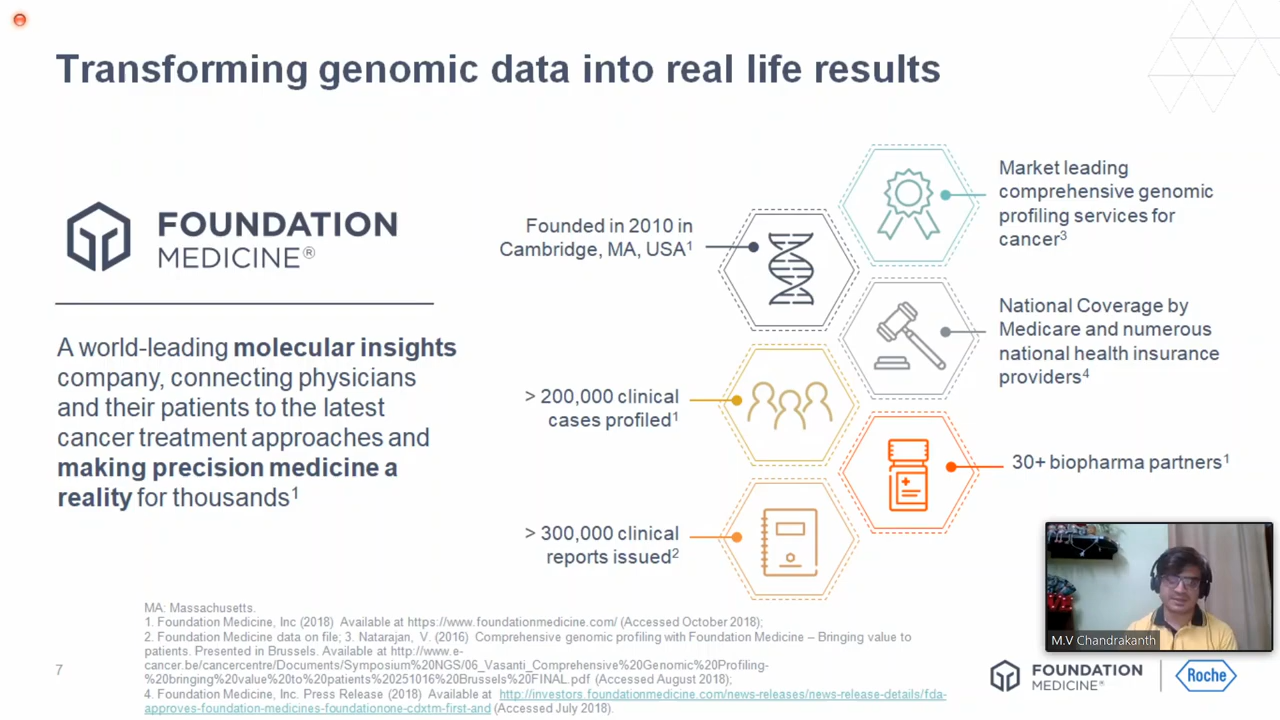 Transforming genomic data into real life results
FOUNDATION
MEDICINE®
A world-leading molecular insights
company, connecting physicians
and their patients to the latest
cancer treatment approaches and
making precision medicine a
reality for thousands¹
Founded in 2010 in
Cambridge, MA, USA¹
> 200,000 clinical
cases profiled¹
> 300,000 clinical
reports issued²
Market leading
comprehensive genomic
profiling services for
cancer³
National Coverage by
Medicare and numerous
national health insurance
providers⁴
30+ biopharma partners¹
M.V Chandrakanth
MA: Massachusetts.
1. Foundation Medicine, Inc (2018) Available at https://www.foundationmedicine.com/ (Accessed October 2018);
2. Foundation Medicine data on file; 3. Natarajan, V. (2016) Comprehensive genomic profiling with Foundation Medicine – Bringing value to
patients. Presented in Brussels. Available at http://www.e-
cancer.be/cancercentre/Documents/Symposium%20NGS/06_Vasanti_Comprehensive%20Genomic%20Profiling-
%20bringing%20value%20to%20patients%20251016%20Brussels%20FINAL.pdf (Accessed August 2018);
4. Foundation Medicine, Inc. Press Release (2018) Available at http://investors.foundationmedicine.com/news-releases/news-release-details/fda-
approves-foundation-medicines-foundationone-cdxtm-first-and (Accessed July 2018).
7
FOUNDATION
MEDICINE®
Roche